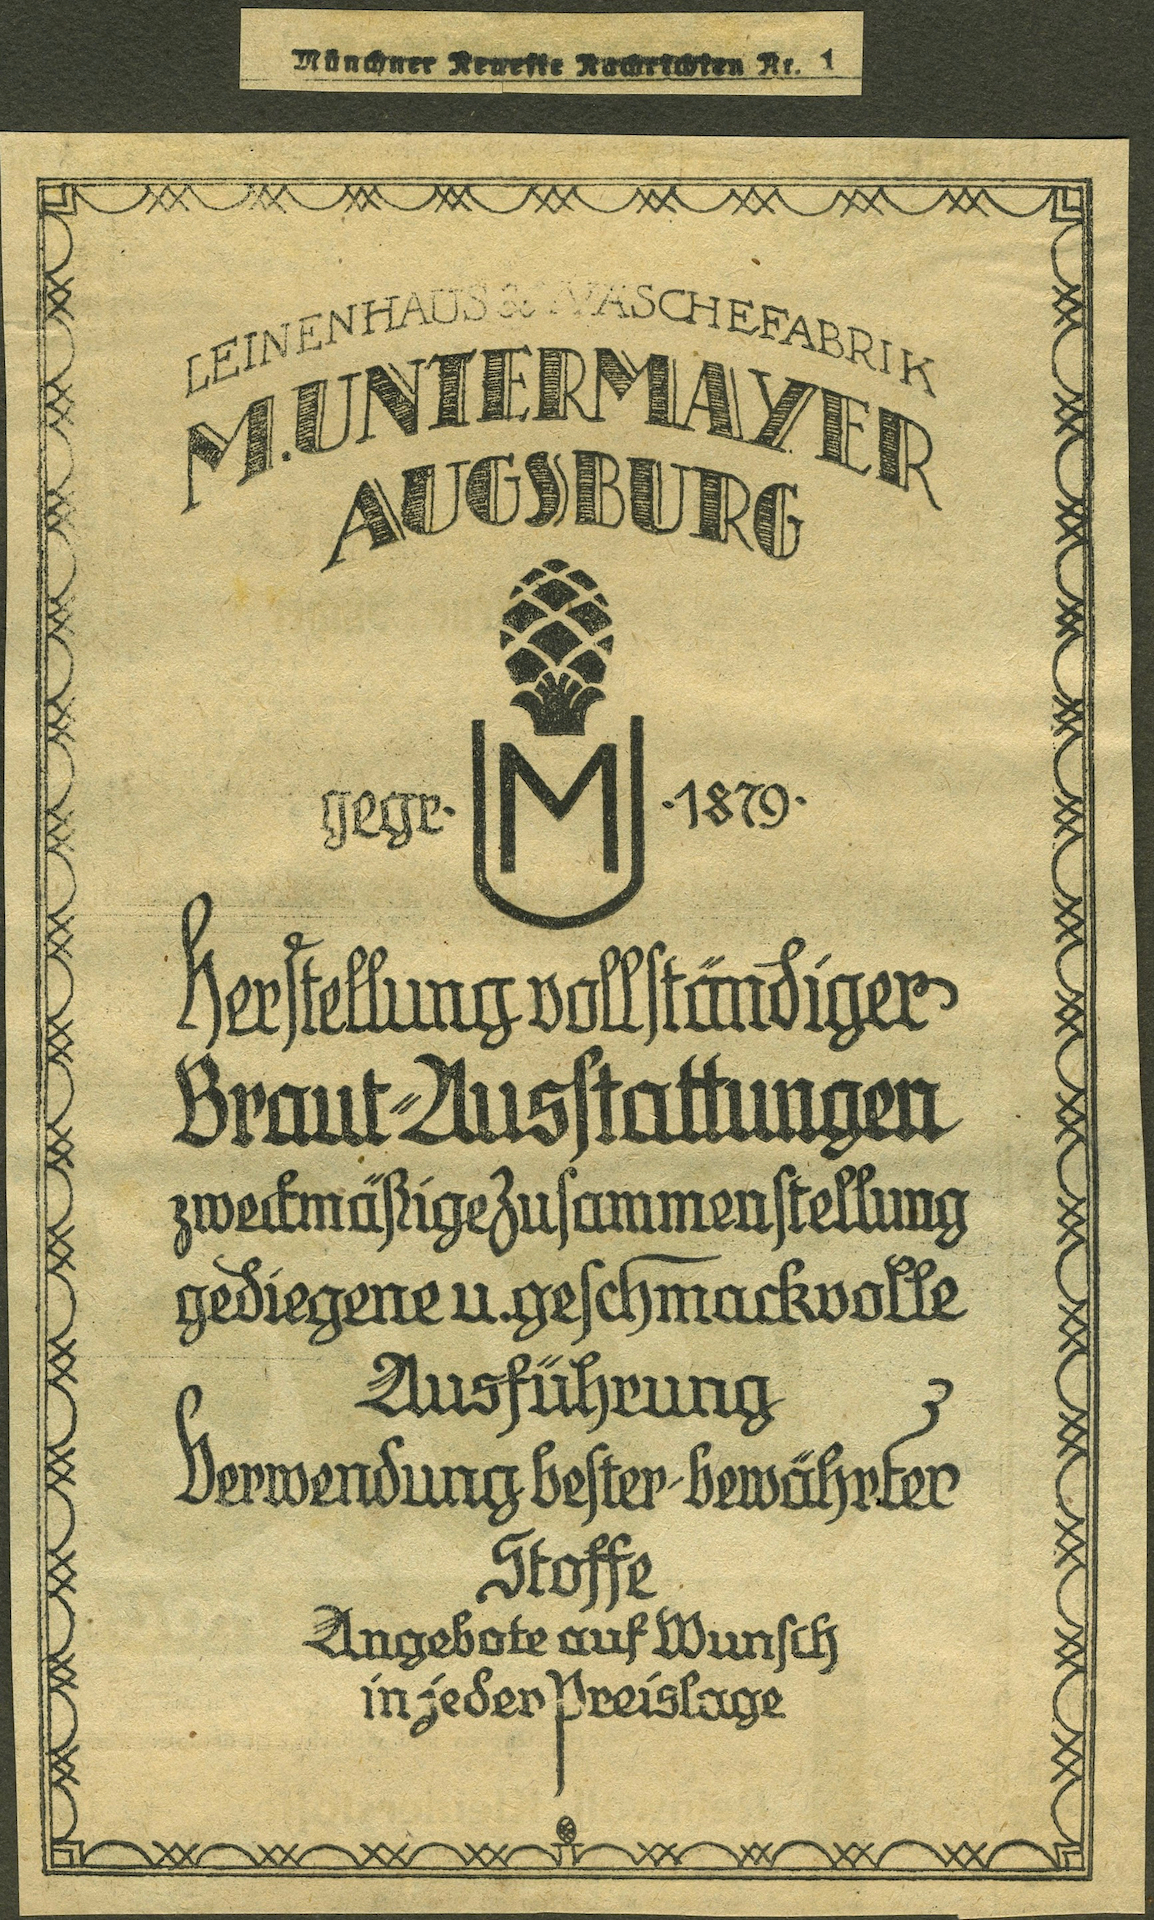 Münchner Neueste Nachrichten Nr. 1
LEINENHAUS & WÄSCHEFABRIK
M. UNTERMAYER
AUGSBURG
UM
gegr. · 1879 ·
Herstellung vollständiger
Braut-Ausstattungen
zweckmäßige Zusammenstellung
gediegene u. geschmackvolle
Ausführung
Verwendung bester bewährter
Stoffe
Angebote auf Wunsch
in jeder Preislage